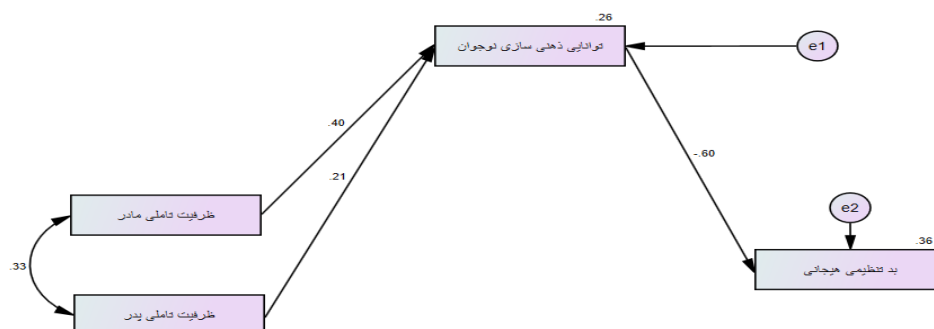 .26
توانایی ذهنی سازی نوجوان
e1
.40
.21
-.60
ظرفیت تاملی مادر
e2
.33
.36
بد تنظیمی هیجانی
ظرفیت تاملی پدر